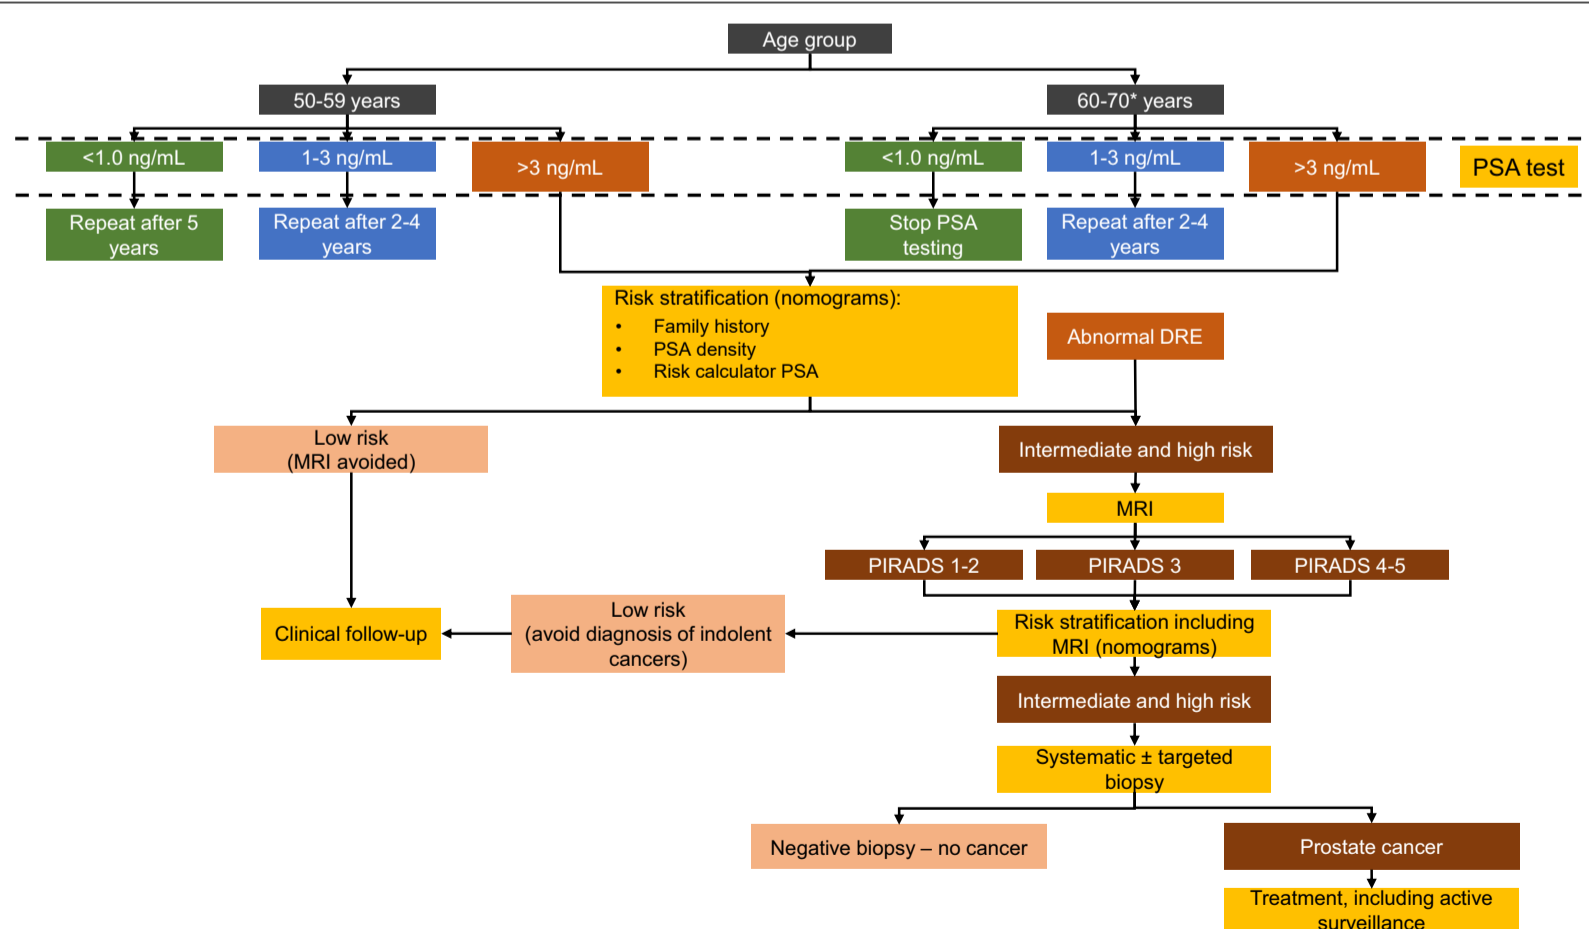 Age group
50-59 years
60-70* years
<1.0 ng/mL
1-3 ng/mL
>3 ng/mL
<1.0 ng/mL
1-3 ng/mL
>3 ng/mL
PSA test
Repeat after 5
years
Repeat after 2-4
years
Stop PSA
testing
Repeat after 2-4
years
Risk stratification (nomograms):
• Family history
• PSA density
• Risk calculator PSA
Abnormal DRE
Low risk
(MRI avoided)
Intermediate and high risk
MRI
PIRADS 1-2
PIRADS 3
PIRADS 4-5
Clinical follow-up
Low risk
(avoid diagnosis of indolent
cancers)
Risk stratification including
MRI (nomograms)
Intermediate and high risk
Systematic ± targeted
biopsy
Negative biopsy – no cancer
Prostate cancer
Treatment, including active
surveillance